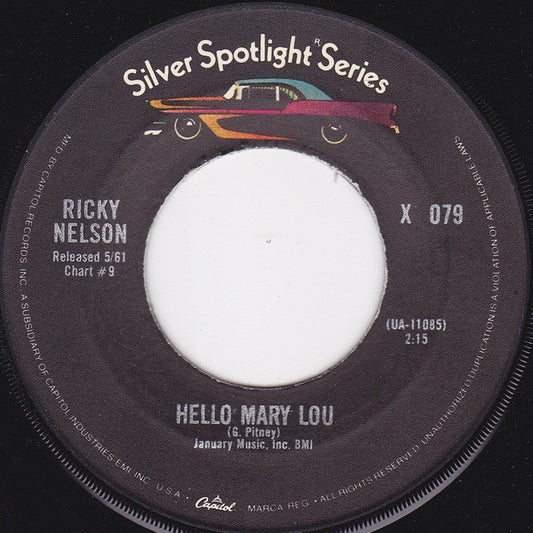 Silver Spotlight® Series
RICKY
NELSON
Released 5/61
Chart #9
X 079
(UA-11085)
2:15
HELLO MARY LOU
(G. Pitney)
January Music, Inc. BMI
MFD BY CAPITOL RECORDS, INC., A SUBSIDIARY OF CAPITOL INDUSTRIES-EMI, INC. U.S.A. • Capitol MARCA REG. • ALL RIGHTS RESERVED. UNAUTHORIZED DUPLICATION IS A VIOLATION OF APPLICABLE LAWS